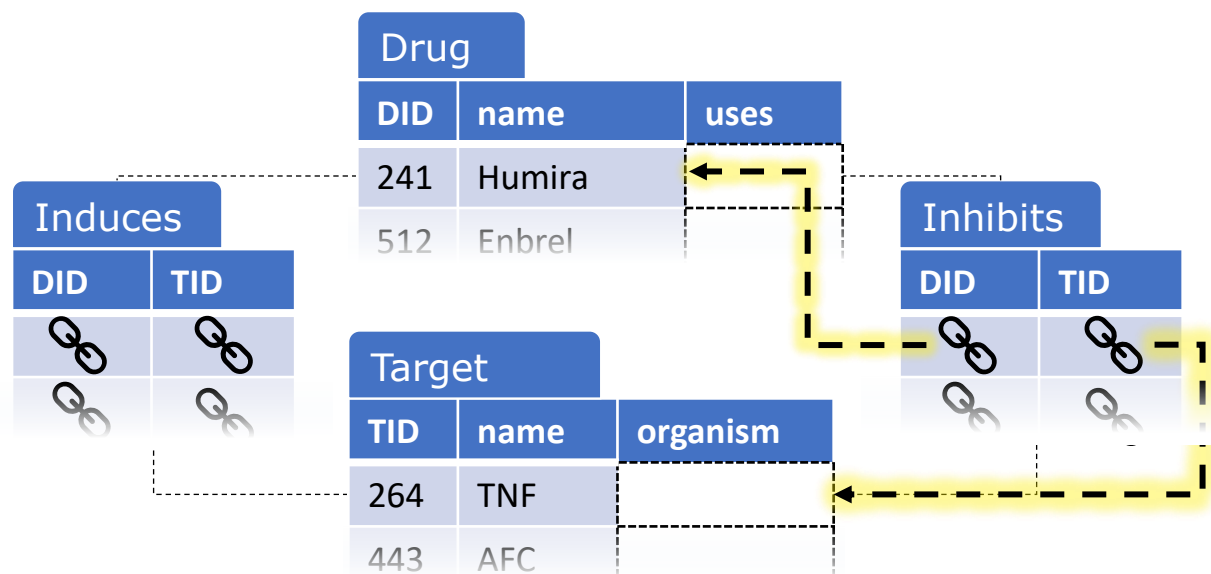 Drug
DID name uses
241 Humira
512 Enbrel
Induces
DID TID
Inhibits
DID TID
Target
TID name organism
264 TNF
443 AFC